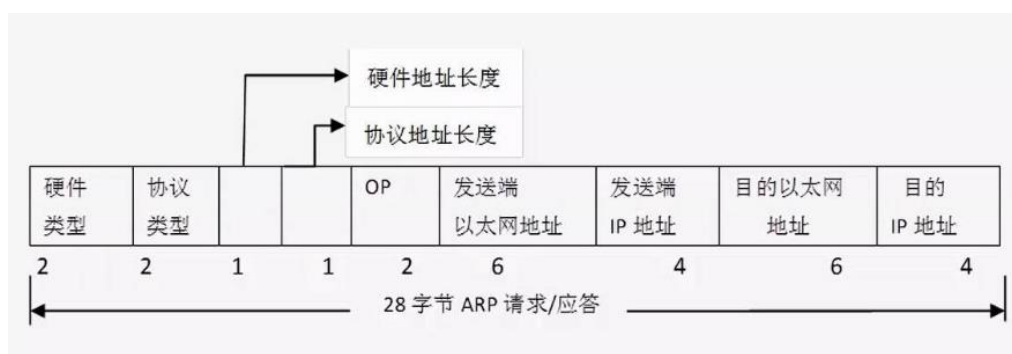 硬件地址长度
协议地址长度
硬件
类型
协议
类型
OP
发送端
以太网地址
发送端
IP 地址
目的以太网
地址
目的
IP 地址
2 2 1 1 2 6 4 6 4
28 字节 ARP 请求/应答